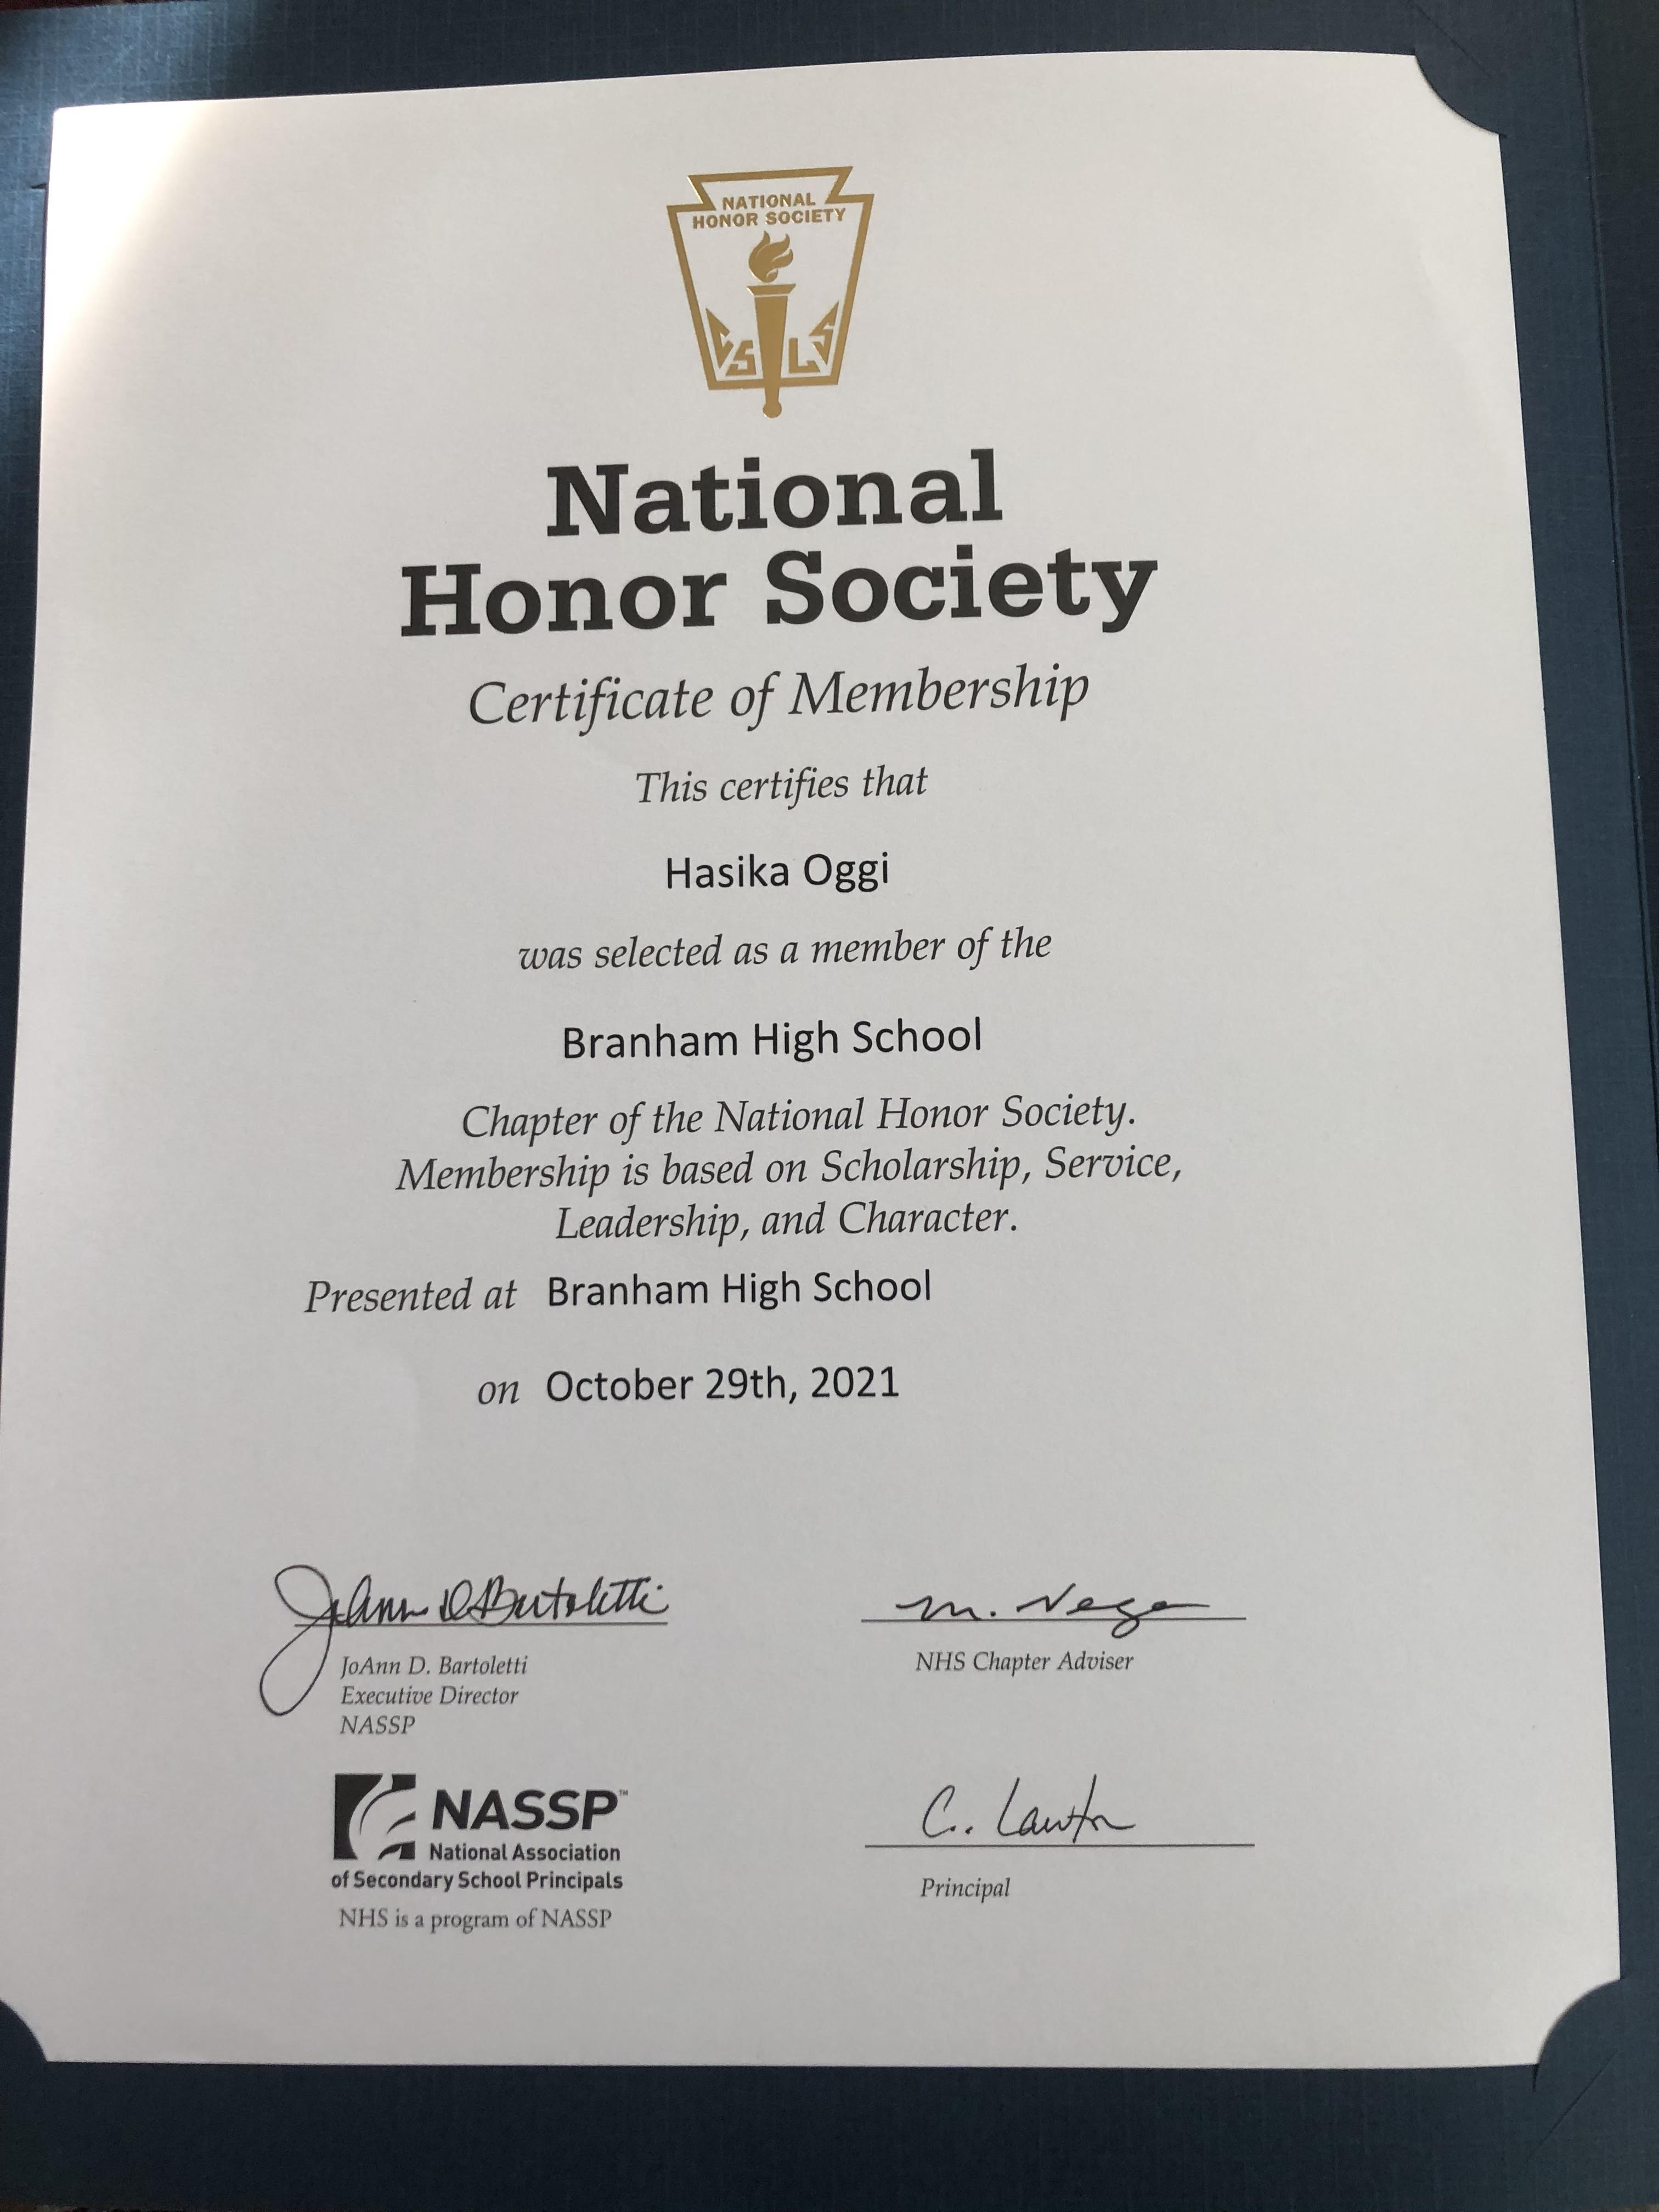 NATIONAL
HONOR SOCIETY
C S L S
National
Honor Society
Certificate of Membership
This certifies that
Hasika Oggi
was selected as a member of the
Branham High School
Chapter of the National Honor Society.
Membership is based on Scholarship, Service,
Leadership, and Character.
Presented at Branham High School
on October 29th, 2021
JoAnn D. Bartoletti
M. Vega
JoAnn D. Bartoletti
NHS Chapter Adviser
Executive Director
NASSP
NASSP™
National Association
of Secondary School Principals
NHS is a program of NASSP
C. Lawton
Principal